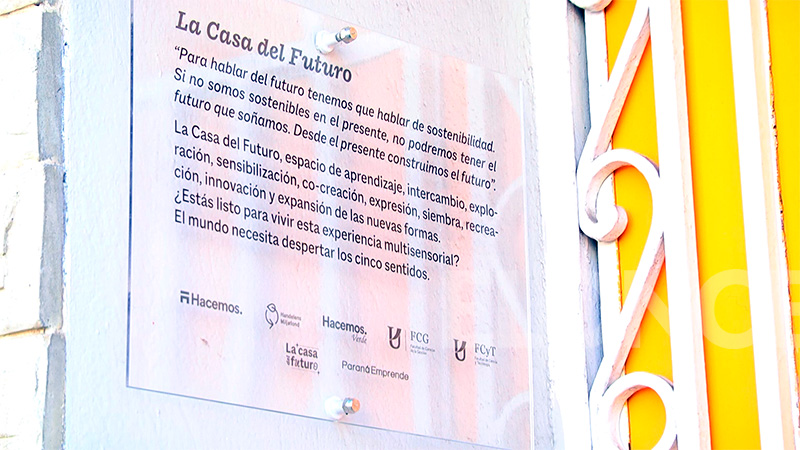 La Casa del Futuro
“Para hablar del futuro tenemos que hablar de sostenibilidad.
Si no somos sostenibles en el presente, no podremos tener el
futuro que soñamos. Desde el presente construimos el futuro”.
La Casa del Futuro, espacio de aprendizaje, intercambio, explo-
ración, sensibilización, co-creación, expresión, siembra, recrea-
ción, innovación y expansión de las nuevas formas.
¿Estás listo para vivir esta experiencia multisensorial?
El mundo necesita despertar los cinco sentidos.
Hacemos.
Hacemos.
Verde
FCG
FCyT
La casa
del futuro.
Paraná Emprende